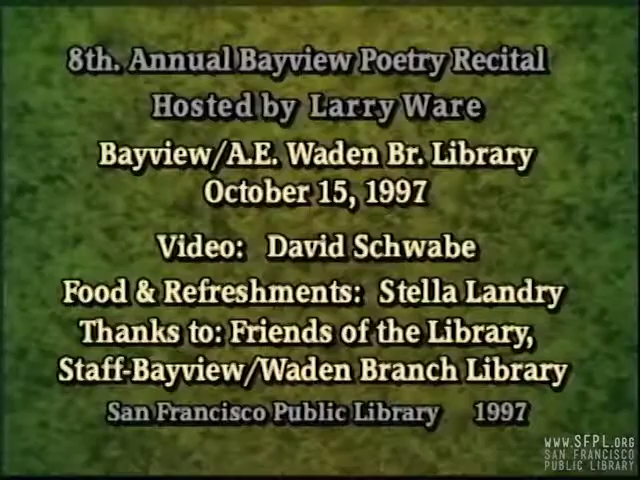 8th. Annual Bayview Poetry Recital
Hosted by Larry Ware
Bayview/A.E. Waden Br. Library
October 15, 1997
Video: David Schwabe
Food & Refreshments: Stella Landry
Thanks to: Friends of the Library,
Staff-Bayview/Waden Branch Library
San Francisco Public Library 1997
www.SFPL.ORG
SAN FRANCISCO
PUBLIC LIBRARY